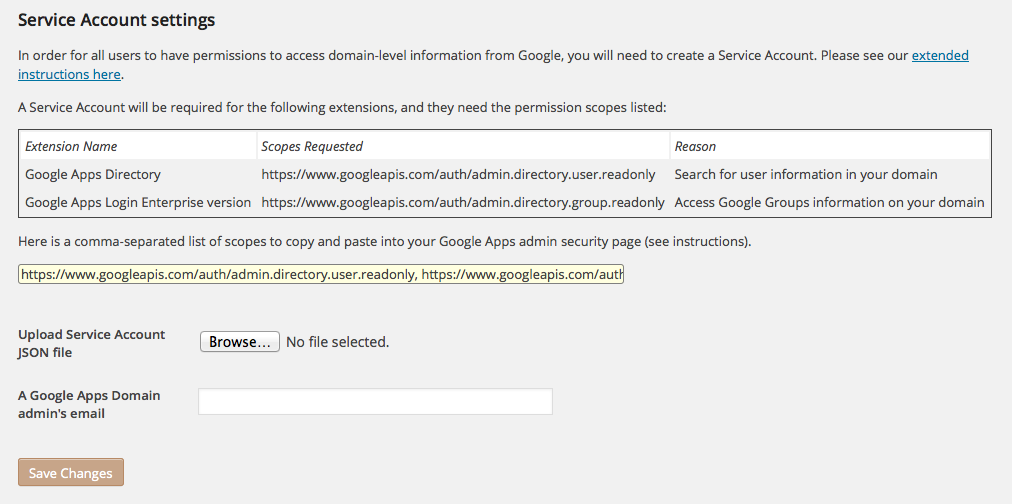 Service Account settings
In order for all users to have permissions to access domain-level information from Google, you will need to create a Service Account. Please see our extended
instructions here.
A Service Account will be required for the following extensions, and they need the permission scopes listed:
Extension Name Scopes Requested Reason
Google Apps Directory https://www.googleapis.com/auth/admin.directory.user.readonly Search for user information in your domain
Google Apps Login Enterprise version https://www.googleapis.com/auth/admin.directory.group.readonly Access Google Groups information on your domain
Here is a comma-separated list of scopes to copy and paste into your Google Apps admin security page (see instructions).
https://www.googleapis.com/auth/admin.directory.user.readonly, https://www.googleapis.com/auth
Upload Service Account
JSON file
Browse... No file selected.
A Google Apps Domain
admin's email
Save Changes